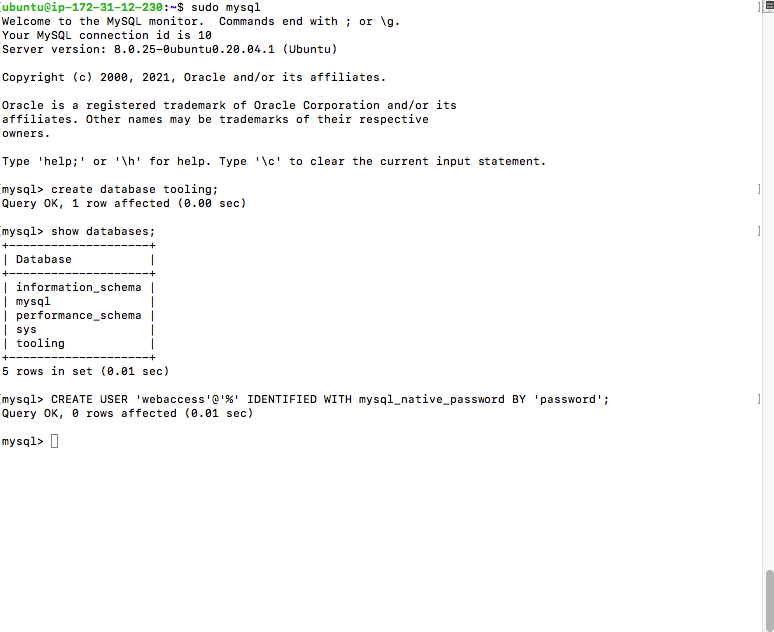 ubuntu@ip-172-31-12-230:~$ sudo mysql
Welcome to the MySQL monitor.  Commands end with ; or \g.
Your MySQL connection id is 10
Server version: 8.0.25-0ubuntu0.20.04.1 (Ubuntu)

Copyright (c) 2000, 2021, Oracle and/or its affiliates.

Oracle is a registered trademark of Oracle Corporation and/or its
affiliates. Other names may be trademarks of their respective
owners.

Type 'help;' or '\h' for help. Type '\c' to clear the current input statement.

mysql> create database tooling;
Query OK, 1 row affected (0.00 sec)

mysql> show databases;
+--------------------+
| Database           |
+--------------------+
| information_schema |
| mysql              |
| performance_schema |
| sys                |
| tooling            |
+--------------------+
5 rows in set (0.01 sec)

mysql> CREATE USER 'webaccess'@'%' IDENTIFIED WITH mysql_native_password BY 'password';
Query OK, 0 rows affected (0.01 sec)

mysql>